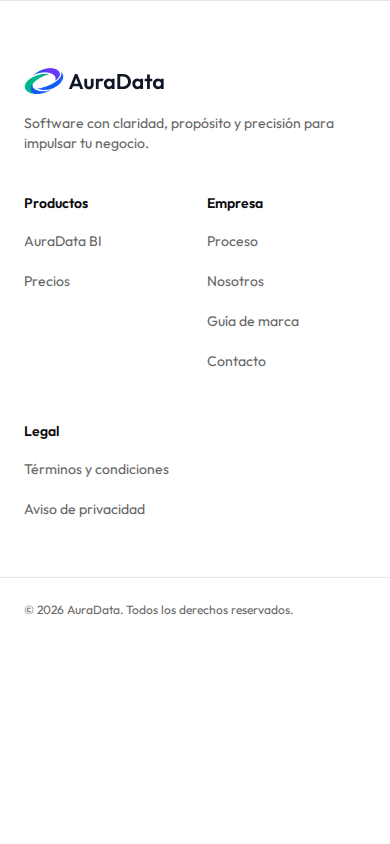 AuraData
Software con claridad, propósito y precisión para
impulsar tu negocio.
Productos
AuraData BI
Precios
Empresa
Proceso
Nosotros
Guía de marca
Contacto
Legal
Términos y condiciones
Aviso de privacidad
© 2026 AuraData. Todos los derechos reservados.